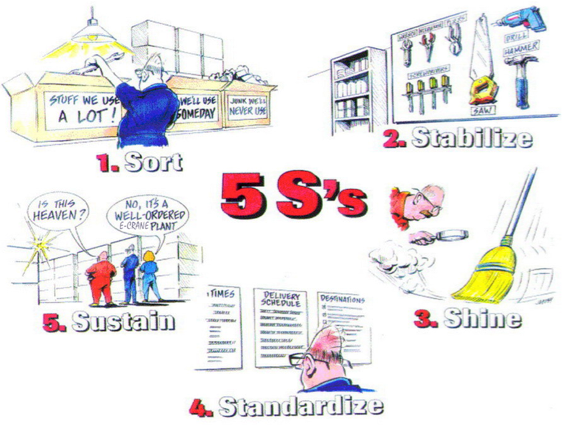 STUFF WE USE
A LOT!
WE'LL USE
SOMEDAY
JUNK WE'LL
NEVER USE
1. Sort
DRILL
HAMMER
SAW
2. Stabilize
5 S's
IS THIS
HEAVEN?
NO, IT'S A
WELL-ORDERED
E-CRANE PLANT
5. Sustain
3. Shine
TIMES
DELIVERY
SCHEDULE
DESTINATIONS
4. Standardize